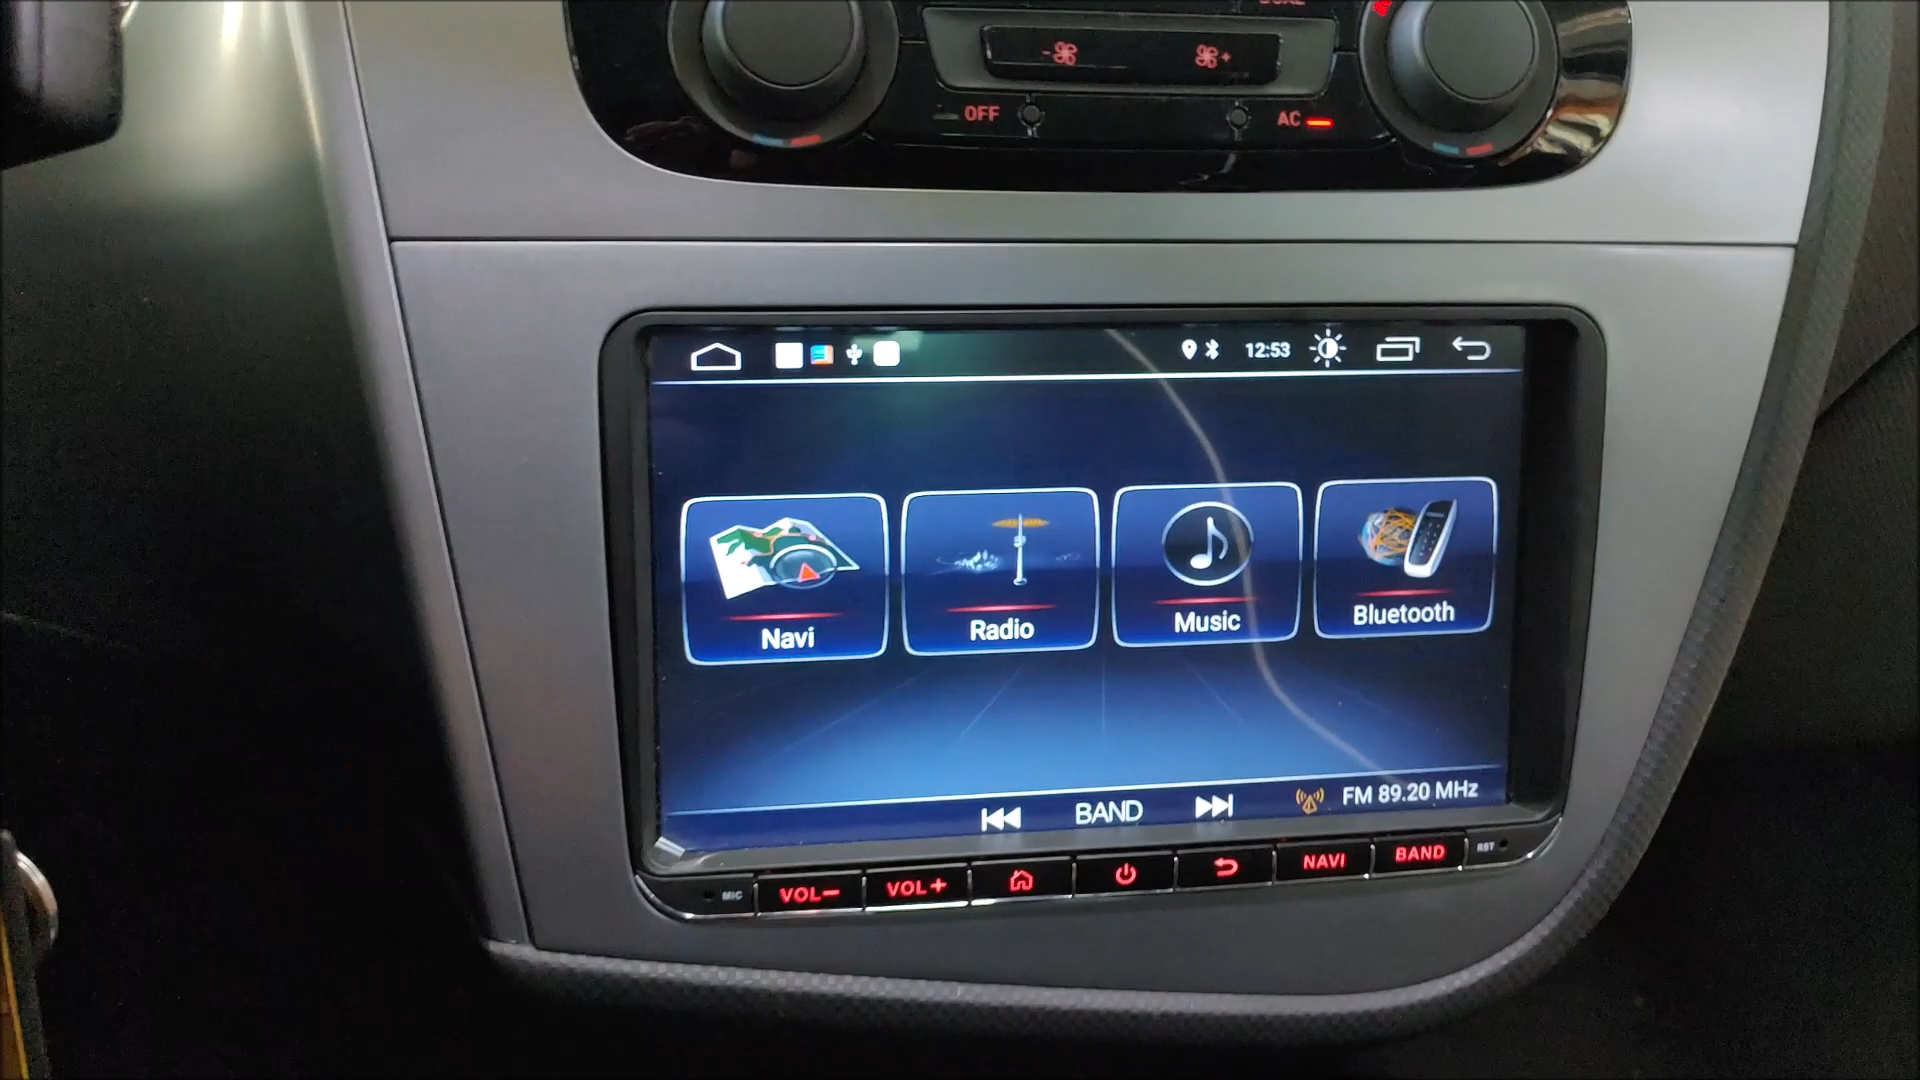 DUAL
- +
OFF
AC
12:53
Navi
Radio
Music
Bluetooth
BAND
FM 89.20 MHz
MIC
VOL−
VOL+
NAVI
BAND
RST